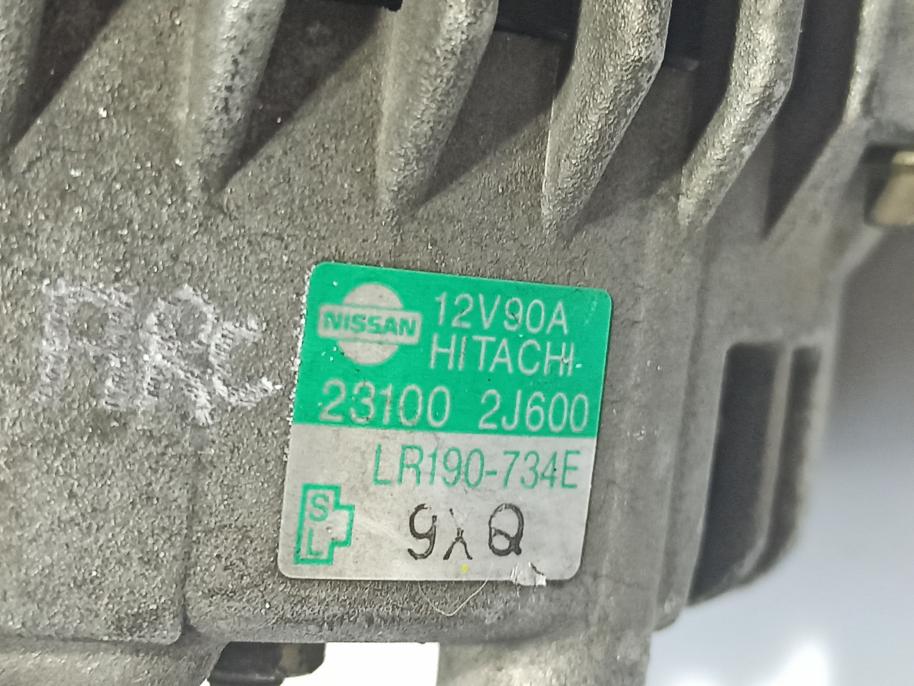 NISSAN
12V90A
HITACHI
23100 2J600
LR190-734E
S
L
9XQ